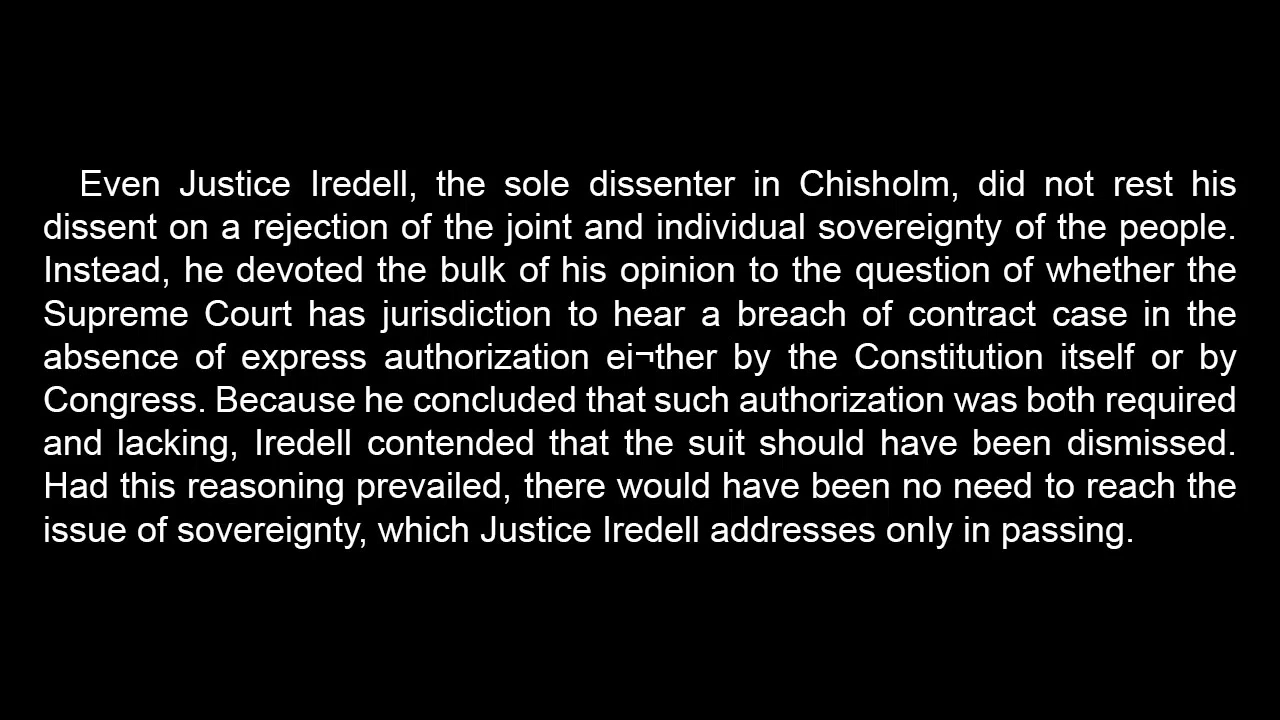 Even Justice Iredell, the sole dissenter in Chisholm, did not rest his
dissent on a rejection of the joint and individual sovereignty of the people.
Instead, he devoted the bulk of his opinion to the question of whether the
Supreme Court has jurisdiction to hear a breach of contract case in the
absence of express authorization ei¬ther by the Constitution itself or by
Congress. Because he concluded that such authorization was both required
and lacking, Iredell contended that the suit should have been dismissed.
Had this reasoning prevailed, there would have been no need to reach the
issue of sovereignty, which Justice Iredell addresses only in passing.